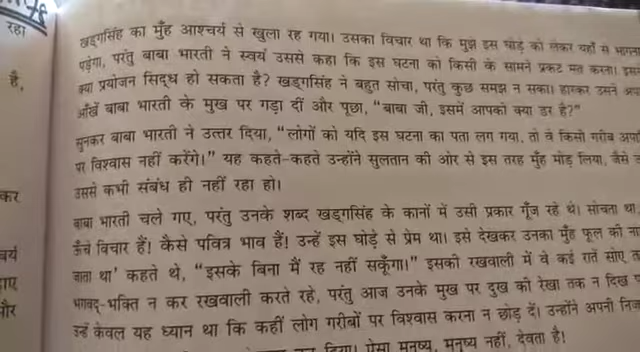 रहा
है,
कर
और
खड्गसिंह का मुँह आश्चर्य से खुला रह गया। उसका विचार था कि मुझे इस घोड़े को लेकर यहाँ से भागना
पड़ेगा, परंतु बाबा भारती ने स्वयं उससे कहा कि इस घटना को किसी के सामने प्रकट मत करना। इससे
क्या प्रयोजन सिद्ध हो सकता है? खड्गसिंह ने बहुत सोचा, परंतु कुछ समझ न सका। हारकर उसने अप
आँखें बाबा भारती के मुख पर गड़ा दीं और पूछा, “बाबा जी, इसमें आपको क्या डर है?”
सुनकर बाबा भारती ने उत्तर दिया, “लोगों को यदि इस घटना का पता लग गया, तो वे किसी गरीब अपा
पर विश्वास नहीं करेंगे।” यह कहते-कहते उन्होंने सुलतान की ओर से इस तरह मुँह मोड़ लिया, जैसे उ
उससे कभी संबंध ही नहीं रहा हो।
बाबा भारती चले गए, परंतु उनके शब्द खड्गसिंह के कानों में उसी प्रकार गूँज रहे थे। सोचता था,
ऊँचे विचार हैं! कैसे पवित्र भाव हैं! उन्हें इस घोड़े से प्रेम था। इसे देखकर उनका मुँह फूल की ना
जाता था’ कहते थे, “इसके बिना मैं रह नहीं सकूँगा।” इसकी रखवाली में वे कई रातें सोए त
भगवद्-भक्ति न कर रखवाली करते रहे, परंतु आज उनके मुख पर दुख की रेखा तक न दिख प
उन्हें केवल यह ध्यान था कि कहीं लोग गरीबों पर विश्वास करना न छोड़ दें। उन्होंने अपनी निज
दिया। ऐसा मनुष्य, मनुष्य नहीं, देवता है!